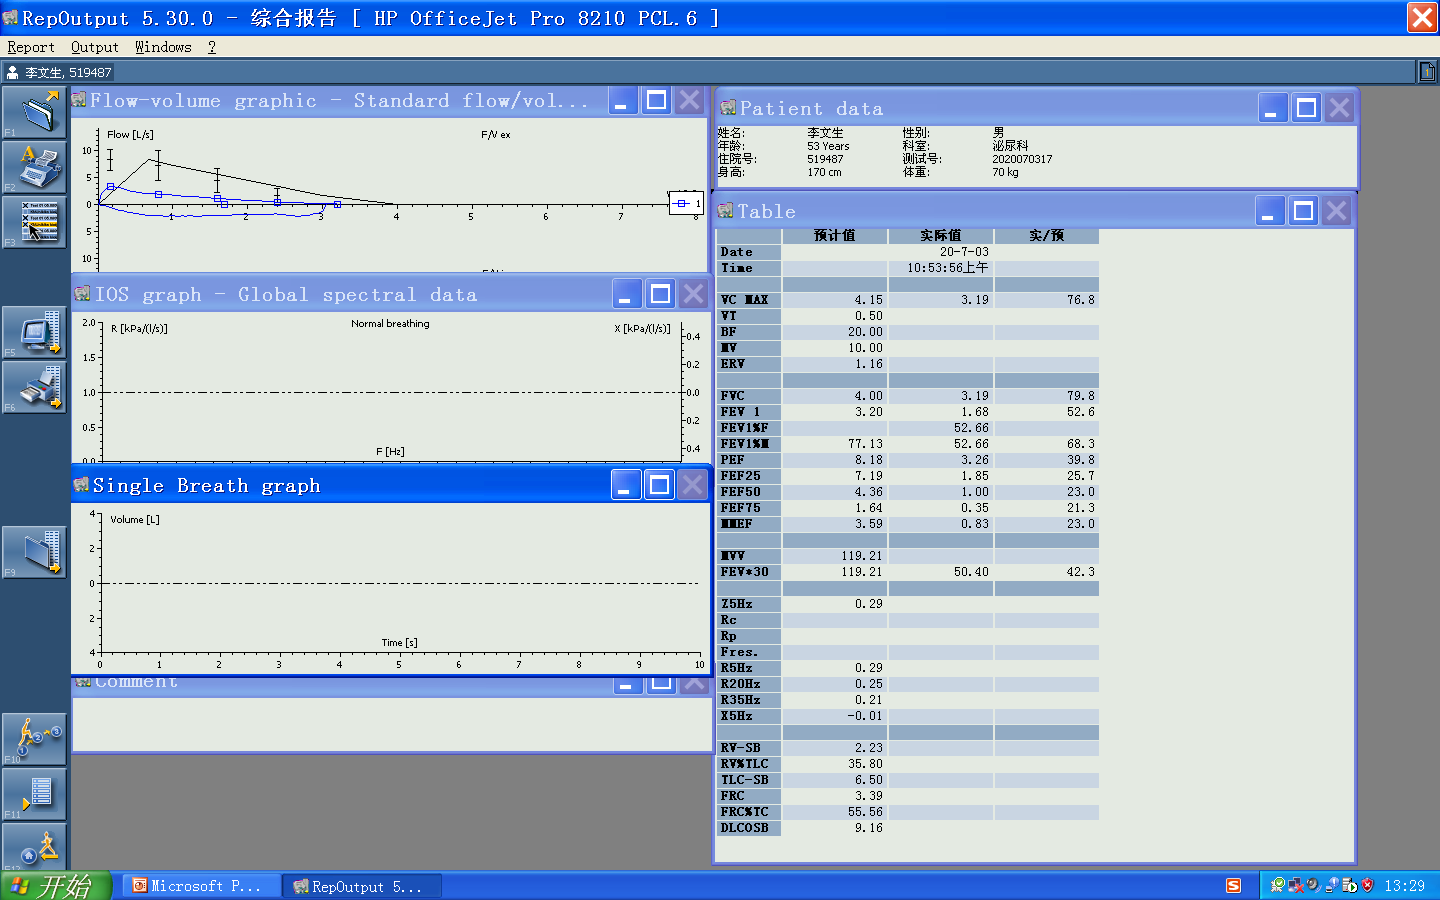 RepOutput 5.30.0 - 综合报告 [ HP OfficeJet Pro 8210 PCL.6 ]
Report Output Windows ?
李文生, 519487
F1
F2
F3
F5
F6
F9
F10
F11
Flow-volume graphic - Standard flow/vol...
Flow [L/s]
F/V ex
10
5
0
5
10
1 2 3 4 5 6 7 8
1
IOS graph - Global spectral data
R [kPa/(l/s)]
Normal breathing
X [kPa/(l/s)]
2.0
1.5
1.0
0.5
0.0
0.4
0.2
0.0
0.2
0.4
F [Hz]
Single Breath graph
Volume [L]
4
2
0
2
4
Time [s]
0 1 2 3 4 5 6 7 8 9 10
Comment
Patient data
姓名: 李文生 性别: 男
年龄: 53 Years 科室: 泌尿科
住院号: 519487 测试号: 2020070317
身高: 170 cm 体重: 70 kg
Table
预计值 实际值 实/预
Date 20-7-03
Time 10:53:56上午
VC MAX 4.15 3.19 76.8
VT 0.50
BF 20.00
MV 10.00
ERV 1.16
FVC 4.00 3.19 79.8
FEV 1 3.20 1.68 52.6
FEV1%F 52.66
FEV1%M 77.13 52.66 68.3
PEF 8.18 3.26 39.8
FEF25 7.19 1.85 25.7
FEF50 4.36 1.00 23.0
FEF75 1.64 0.35 21.3
MMEF 3.59 0.83 23.0
MVV 119.21
FEV*30 119.21 50.40 42.3
Z5Hz 0.29
Rc
Rp
Fres.
R5Hz 0.29
R20Hz 0.25
R35Hz 0.21
X5Hz -0.01
RV-SB 2.23
RV%TLC 35.80
TLC-SB 6.50
FRC 3.39
FRC%TC 55.56
DLCOSB 9.16
开始
Microsoft P...
RepOutput 5...
13:29